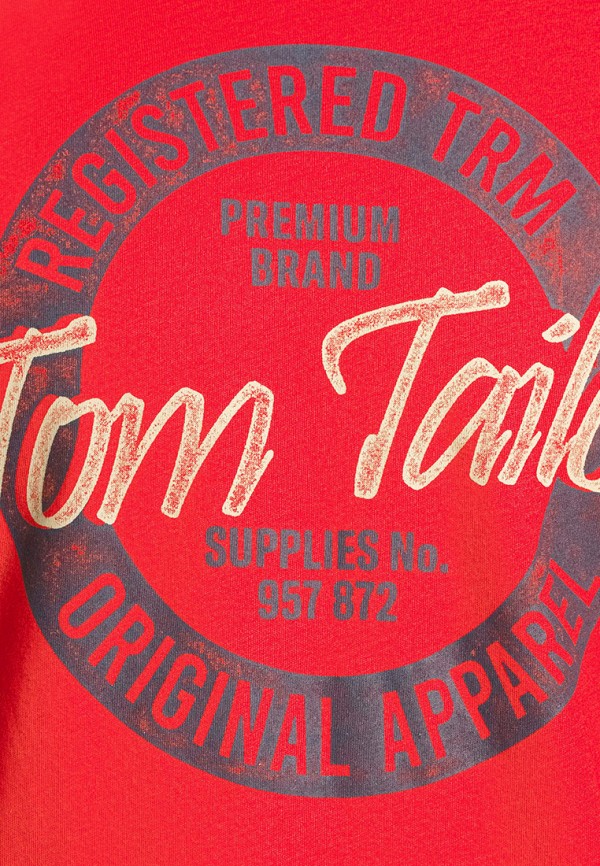 REGISTERED TRM
PREMIUM
BRAND
Tom Tail
SUPPLIES No.
957 872
ORIGINAL APPAREL